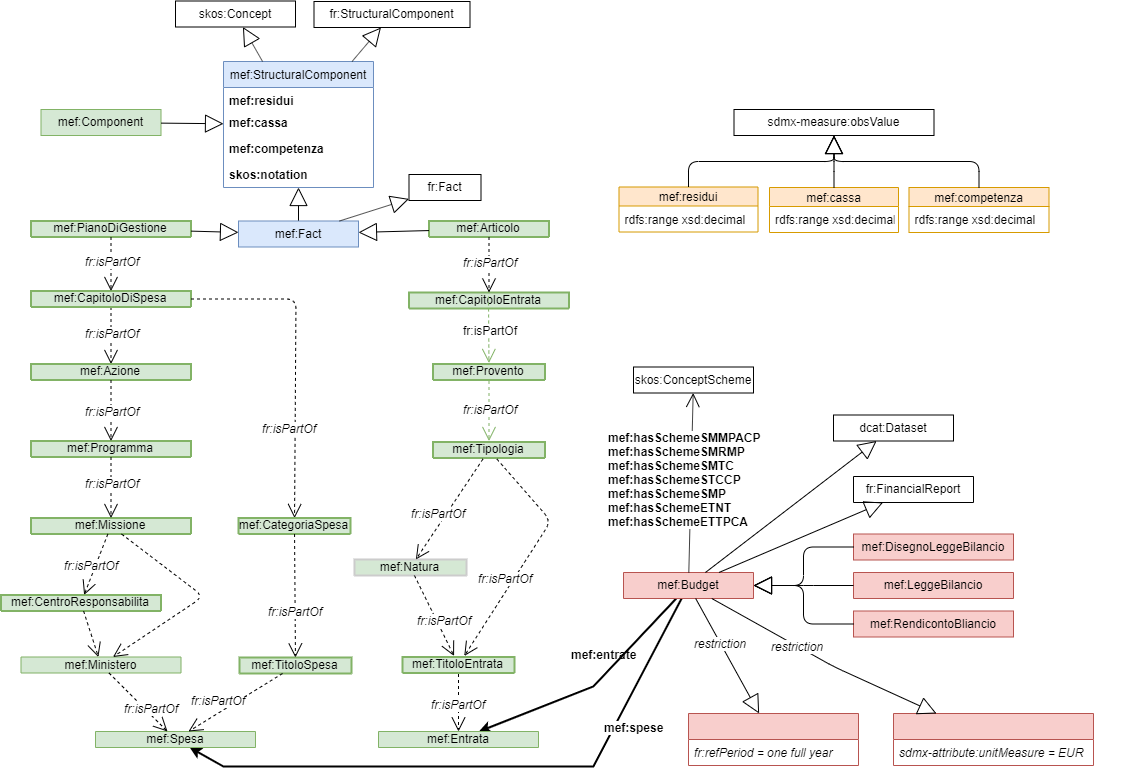 skos:Concept
fr:StructuralComponent
mef:StructuralComponent
mef:residui
mef:cassa
mef:competenza
skos:notation
mef:Component
fr:Fact
mef:Fact
mef:PianoDiGestione
mef:Articolo
fr:isPartOf
fr:isPartOf
mef:CapitoloDiSpesa
mef:CapitoloEntrata
fr:isPartOf
fr:isPartOf
mef:Azione
mef:Provento
fr:isPartOf
fr:isPartOf
fr:isPartOf
mef:Programma
mef:Tipologia
fr:isPartOf
mef:Missione
mef:CategoriaSpesa
fr:isPartOf
fr:isPartOf
mef:Natura
fr:isPartOf
mef:CentroResponsabilita
fr:isPartOf
fr:isPartOf
mef:Ministero
mef:TitoloSpesa
mef:TitoloEntrata
fr:isPartOf
fr:isPartOf
fr:isPartOf
mef:Spesa
mef:Entrata
sdmx-measure:obsValue
mef:residui
rdfs:range xsd:decimal
mef:cassa
rdfs:range xsd:decimal
mef:competenza
rdfs:range xsd:decimal
skos:ConceptScheme
mef:hasSchemeSMMPACP
mef:hasSchemeSMRMP
mef:hasSchemeSMTC
mef:hasSchemeSTCCP
mef:hasSchemeSMP
mef:hasSchemeETNT
mef:hasSchemeETTPCA
dcat:Dataset
fr:FinancialReport
mef:DisegnoLeggeBilancio
mef:Budget
mef:LeggeBilancio
mef:RendicontoBliancio
mef:entrate
restriction
restriction
mef:spese
fr:refPeriod = one full year
sdmx-attribute:unitMeasure = EUR